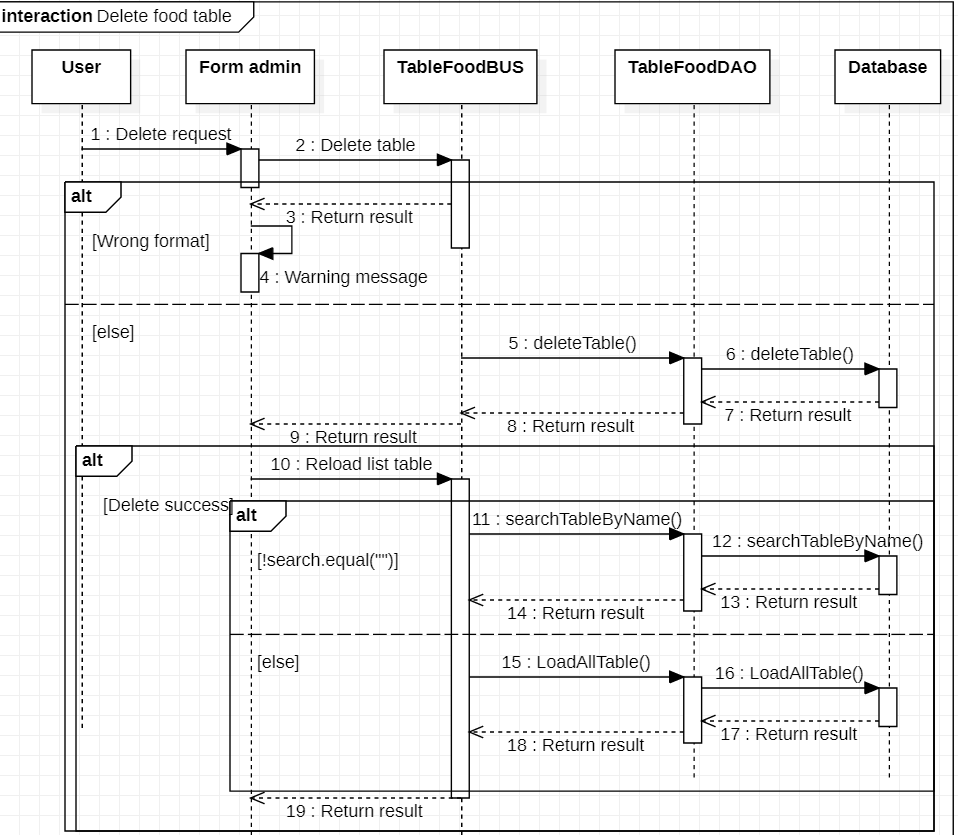 interaction Delete food table
User
Form admin
TableFoodBUS
TableFoodDAO
Database
1 : Delete request
2 : Delete table
alt
3 : Return result
[Wrong format]
4 : Warning message
[else]
5 : deleteTable()
6 : deleteTable()
7 : Return result
8 : Return result
9 : Return result
alt
10 : Reload list table
[Delete success]
alt
11 : searchTableByName()
12 : searchTableByName()
[!search.equal("")]
13 : Return result
14 : Return result
[else]
15 : LoadAllTable()
16 : LoadAllTable()
17 : Return result
18 : Return result
19 : Return result